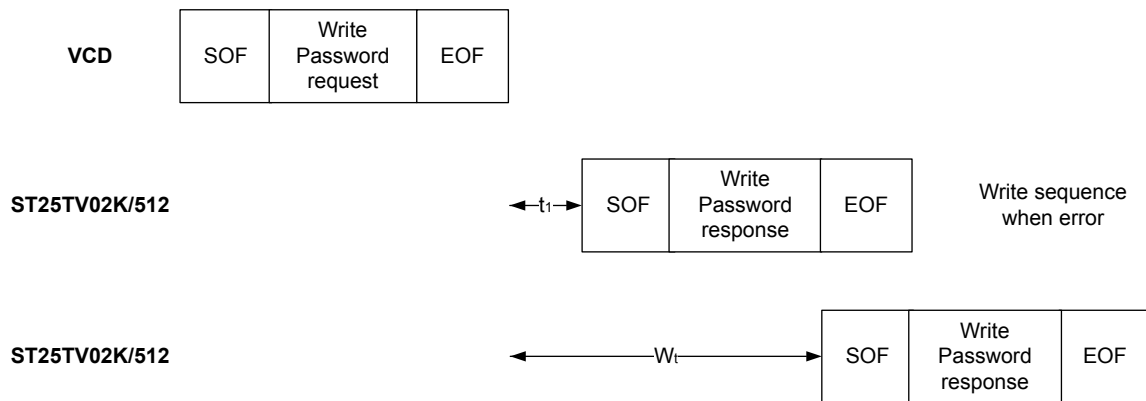 VCD
SOF
Write
Password
request
EOF
ST25TV02K/512
t1
SOF
Write
Password
response
EOF
Write sequence
when error
ST25TV02K/512
Wt
SOF
Write
Password
response
EOF